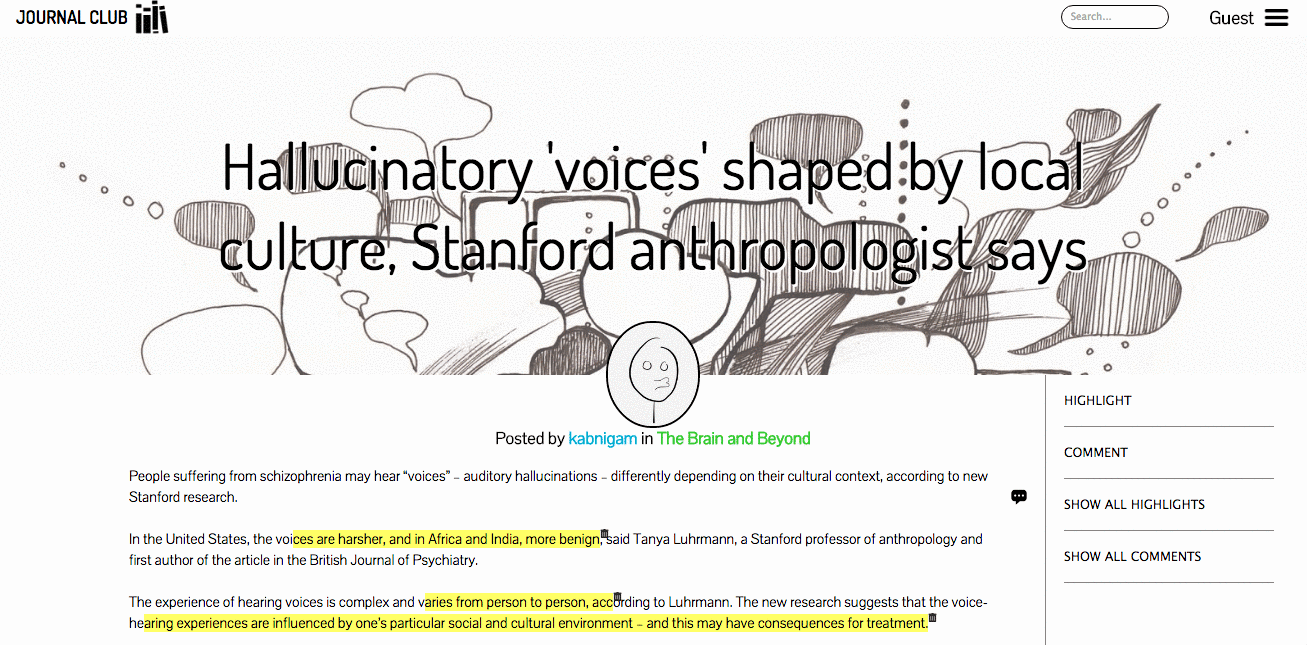 JOURNAL CLUB
Search...
Guest
Hallucinatory 'voices' shaped by local
culture, Stanford anthropologist says
Posted by kabnigam in The Brain and Beyond
People suffering from schizophrenia may hear “voices” – auditory hallucinations – differently depending on their cultural context, according to new
Stanford research.
In the United States, the voices are harsher, and in Africa and India, more benign, said Tanya Luhrmann, a Stanford professor of anthropology and
first author of the article in the British Journal of Psychiatry.
The experience of hearing voices is complex and varies from person to person, according to Luhrmann. The new research suggests that the voice-
hearing experiences are influenced by one's particular social and cultural environment – and this may have consequences for treatment.
HIGHLIGHT
COMMENT
SHOW ALL HIGHLIGHTS
SHOW ALL COMMENTS